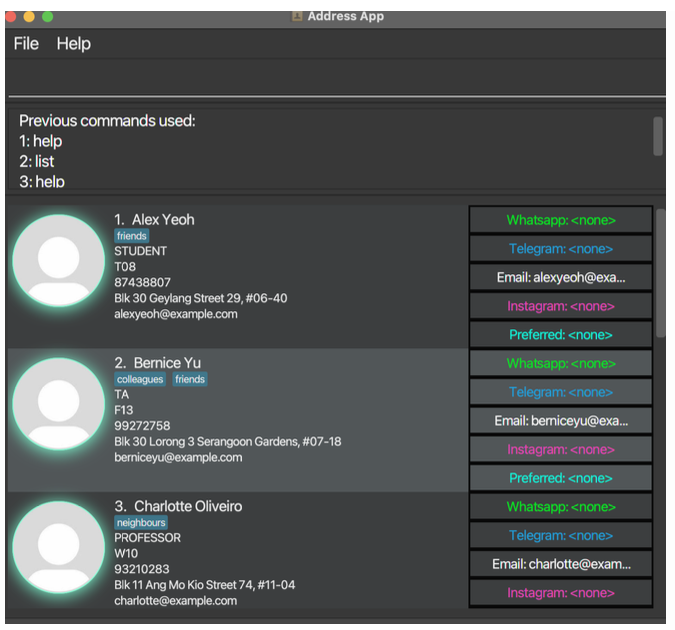 Address App
File Help
Previous commands used:
1: help
2: list
3: help
1. Alex Yeoh
friends
STUDENT
T08
87438807
Blk 30 Geylang Street 29, #06-40
alexyeoh@example.com
Whatsapp: <none>
Telegram: <none>
Email: alexyeoh@exa...
Instagram: <none>
Preferred: <none>
2. Bernice Yu
colleagues friends
TA
F13
99272758
Blk 30 Lorong 3 Serangoon Gardens, #07-18
berniceyu@example.com
Whatsapp: <none>
Telegram: <none>
Email: berniceyu@exa...
Instagram: <none>
Preferred: <none>
3. Charlotte Oliveiro
neighbours
PROFESSOR
W10
93210283
Blk 11 Ang Mo Kio Street 74, #11-04
charlotte@example.com
Whatsapp: <none>
Telegram: <none>
Email: charlotte@exam...
Instagram: <none>